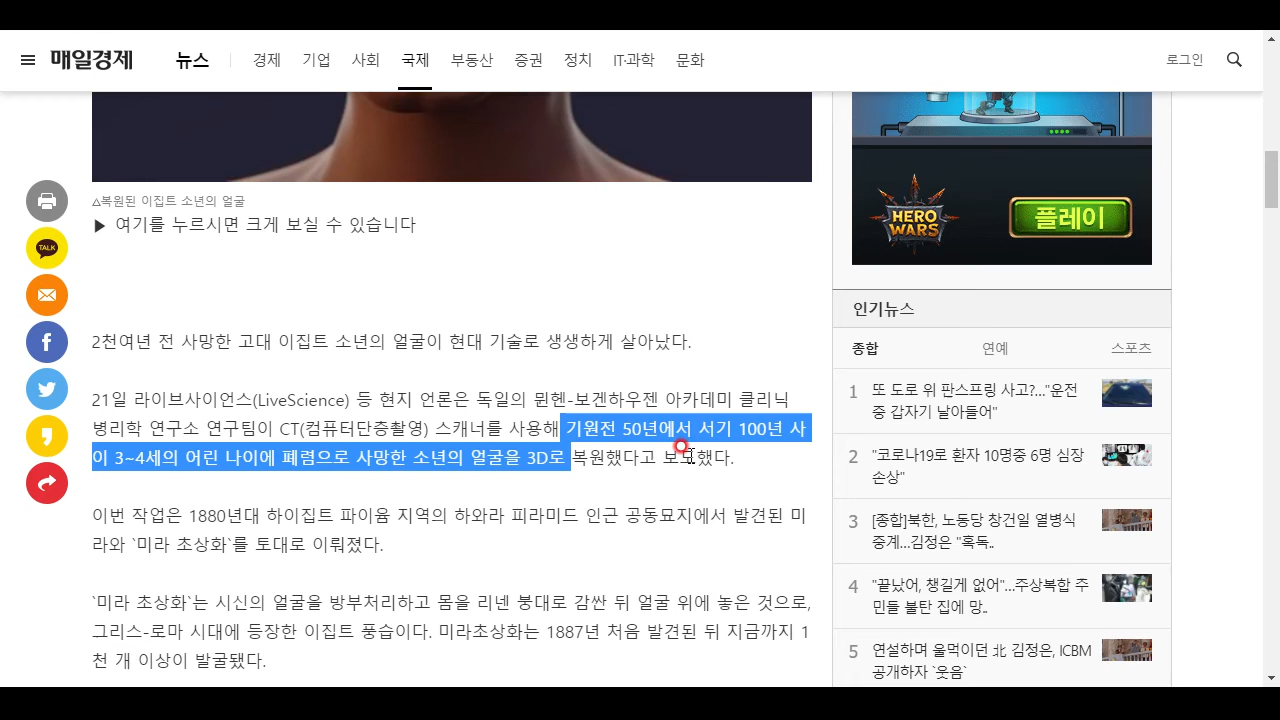 매일경제
뉴스
경제 기업 사회 국제 부동산 증권 정치 IT·과학 문화
로그인
△복원된 이집트 소년의 얼굴
▶ 여기를 누르시면 크게 보실 수 있습니다
2천여년 전 사망한 고대 이집트 소년의 얼굴이 현대 기술로 생생하게 살아났다.
21일 라이브사이언스(LiveScience) 등 현지 언론은 독일의 뮌헨-보겐하우젠 아카데미 클리닉
병리학 연구소 연구팀이 CT(컴퓨터단층촬영) 스캐너를 사용해 기원전 50년에서 서기 100년 사
이 3~4세의 어린 나이에 폐렴으로 사망한 소년의 얼굴을 3D로 복원했다고 보도했다.
이번 작업은 1880년대 하이집트 파이윰 지역의 하와라 피라미드 인근 공동묘지에서 발견된 미
라와 `미라 초상화`를 토대로 이뤄졌다.
`미라 초상화`는 시신의 얼굴을 방부처리하고 몸을 리넨 붕대로 감싼 뒤 얼굴 위에 놓은 것으로,
그리스-로마 시대에 등장한 이집트 풍습이다. 미라초상화는 1887년 처음 발견된 뒤 지금까지 1
천 개 이상이 발굴됐다.
TALK
HERO
WARS
플레이
인기뉴스
종합 연예 스포츠
1 또 도로 위 판스프링 사고?..."운전
중 갑자기 날아들어"
2 "코로나19로 환자 10명중 6명 심장
손상"
3 [종합]북한, 노동당 창건일 열병식
중계...김정은 "혹독..
4 "끝났어, 챙길게 없어"...주상복합 주
민들 불탄 집에 망..
5 연설하며 울먹이던 北 김정은, ICBM
공개하자 `웃음`